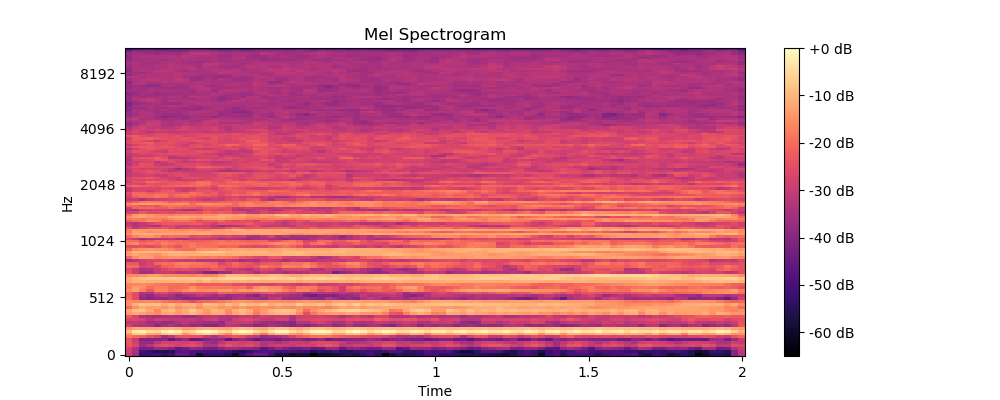 Mel Spectrogram
Hz
8192
4096
2048
1024
512
0
0 0.5 1 1.5 2
Time
+0 dB
-10 dB
-20 dB
-30 dB
-40 dB
-50 dB
-60 dB